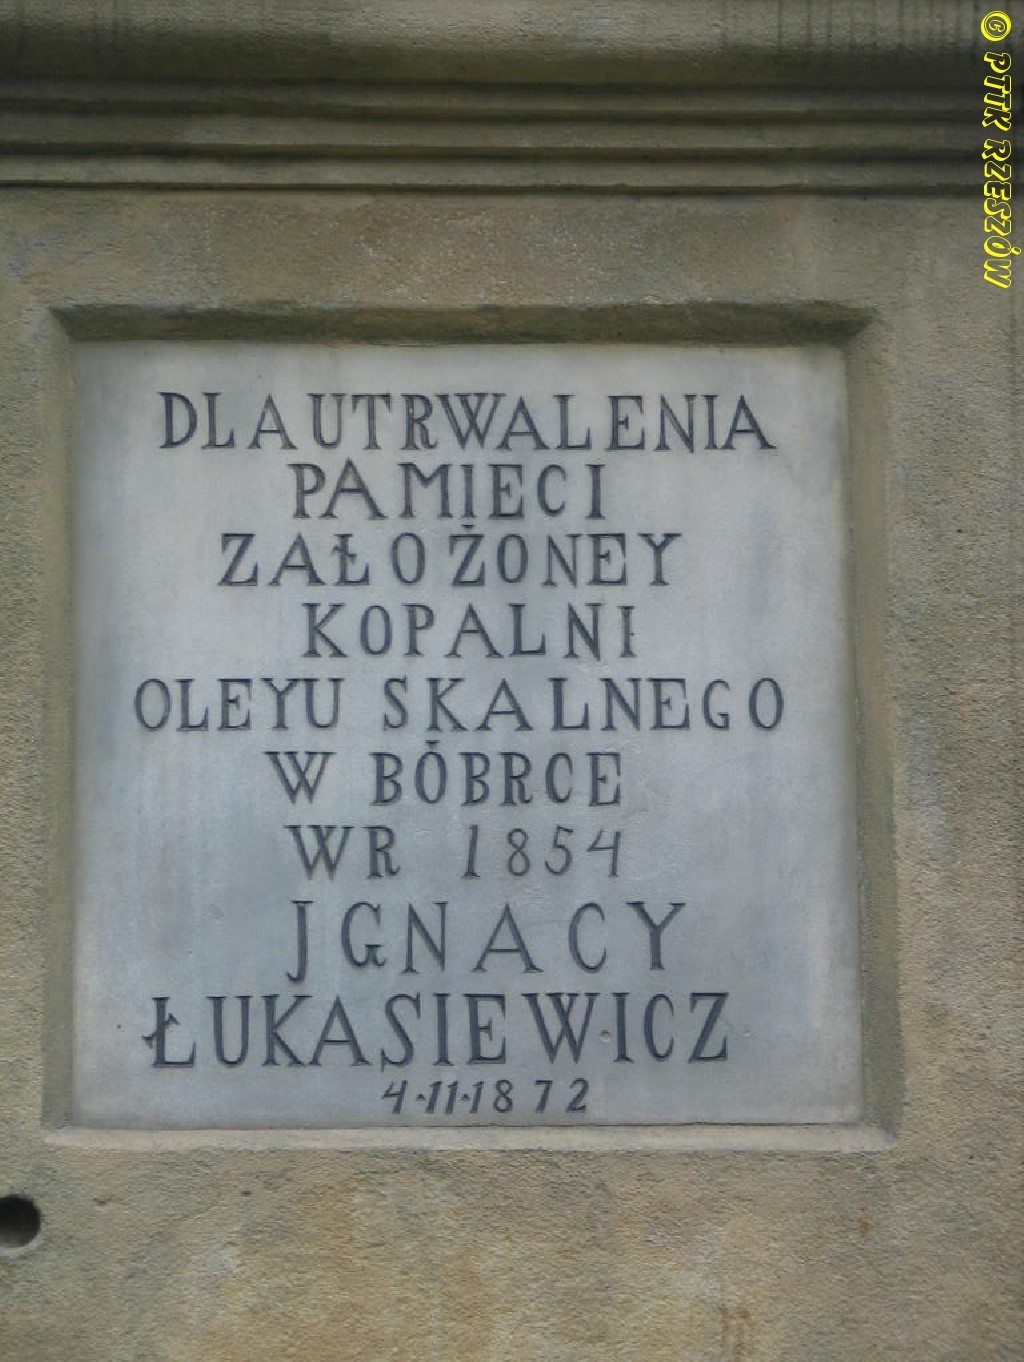 DLA UTRWALENIA
PAMIECI
ZAŁOŻONEY
KOPALNI
OLEYU SKALNEGO
W BÓBRCE
WR 1854
JGNACY
ŁUKASIEWICZ
4·11·1872
© PTTK RZESZÓW